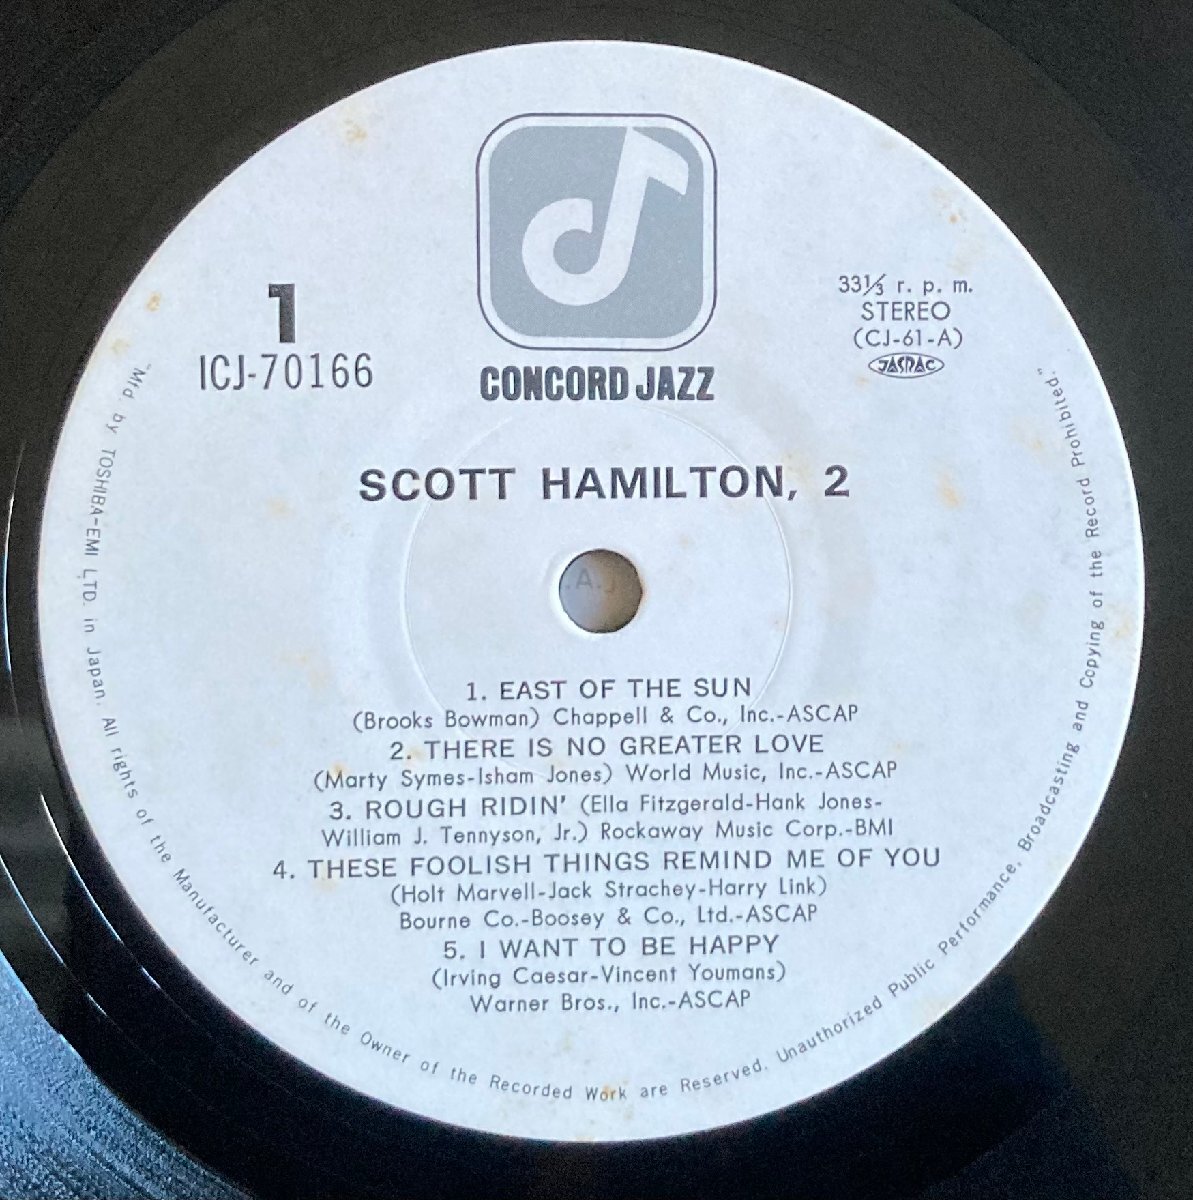 1
ICJ-70166
CONCORD JAZZ
33⅓ r. p. m.
STEREO
(CJ-61-A)
JASRAC
SCOTT HAMILTON, 2
1. EAST OF THE SUN
(Brooks Bowman) Chappell & Co., Inc.-ASCAP
2. THERE IS NO GREATER LOVE
(Marty Symes-Isham Jones) World Music, Inc.-ASCAP
3. ROUGH RIDIN' (Ella Fitzgerald-Hank Jones-
William J. Tennyson, Jr.) Rockaway Music Corp.-BMI
4. THESE FOOLISH THINGS REMIND ME OF YOU
(Holt Marvell-Jack Strachey-Harry Link)
Bourne Co.-Boosey & Co., Ltd.-ASCAP
5. I WANT TO BE HAPPY
(Irving Caesar-Vincent Youmans)
Warner Bros., Inc.-ASCAP
"Mfd. by TOSHIBA-EMI LTD. in Japan. All rights of the Manufacturer and of the Owner of the Recorded Work are Reserved. Unauthorized Public Performance, Broadcasting and Copying of the Record Prohibited."